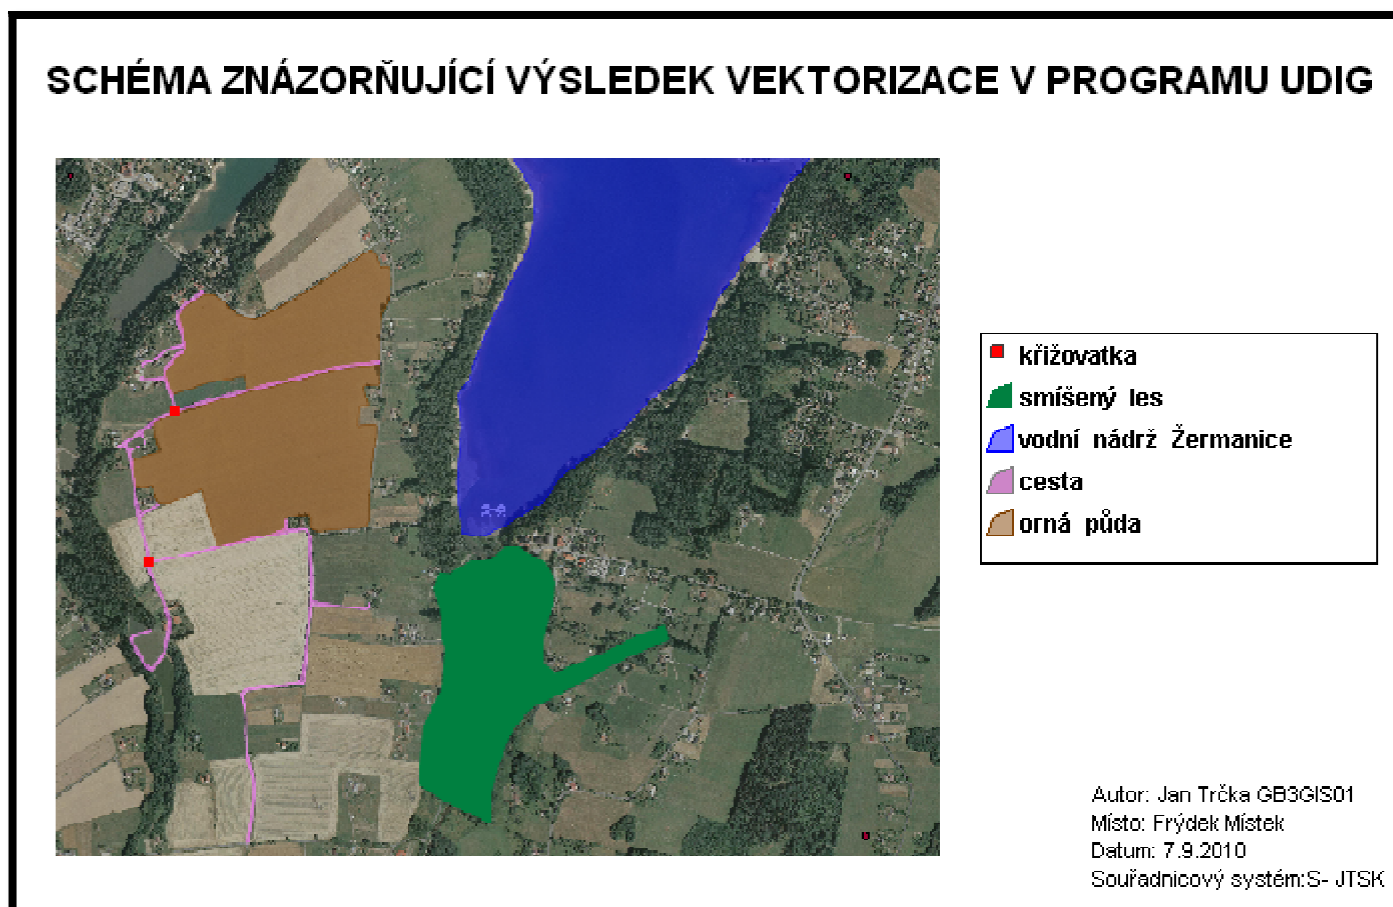 SCHÉMA ZNÁZORŇUJÍCÍ VÝSLEDEK VEKTORIZACE V PROGRAMU UDIG
křižovatka
smíšený les
vodní nádrž Žermanice
cesta
orná půda
Autor: Jan Trčka GB3GIS01
Místo: Frýdek Místek
Datum: 7.9.2010
Souřadnicový systém:S- JTSK